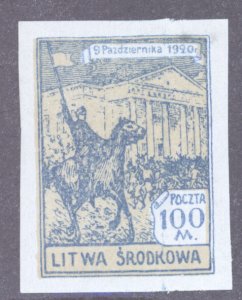 9 Października 1920 r.
POCZTA
100
M.
LITWA ŚRODKOWA